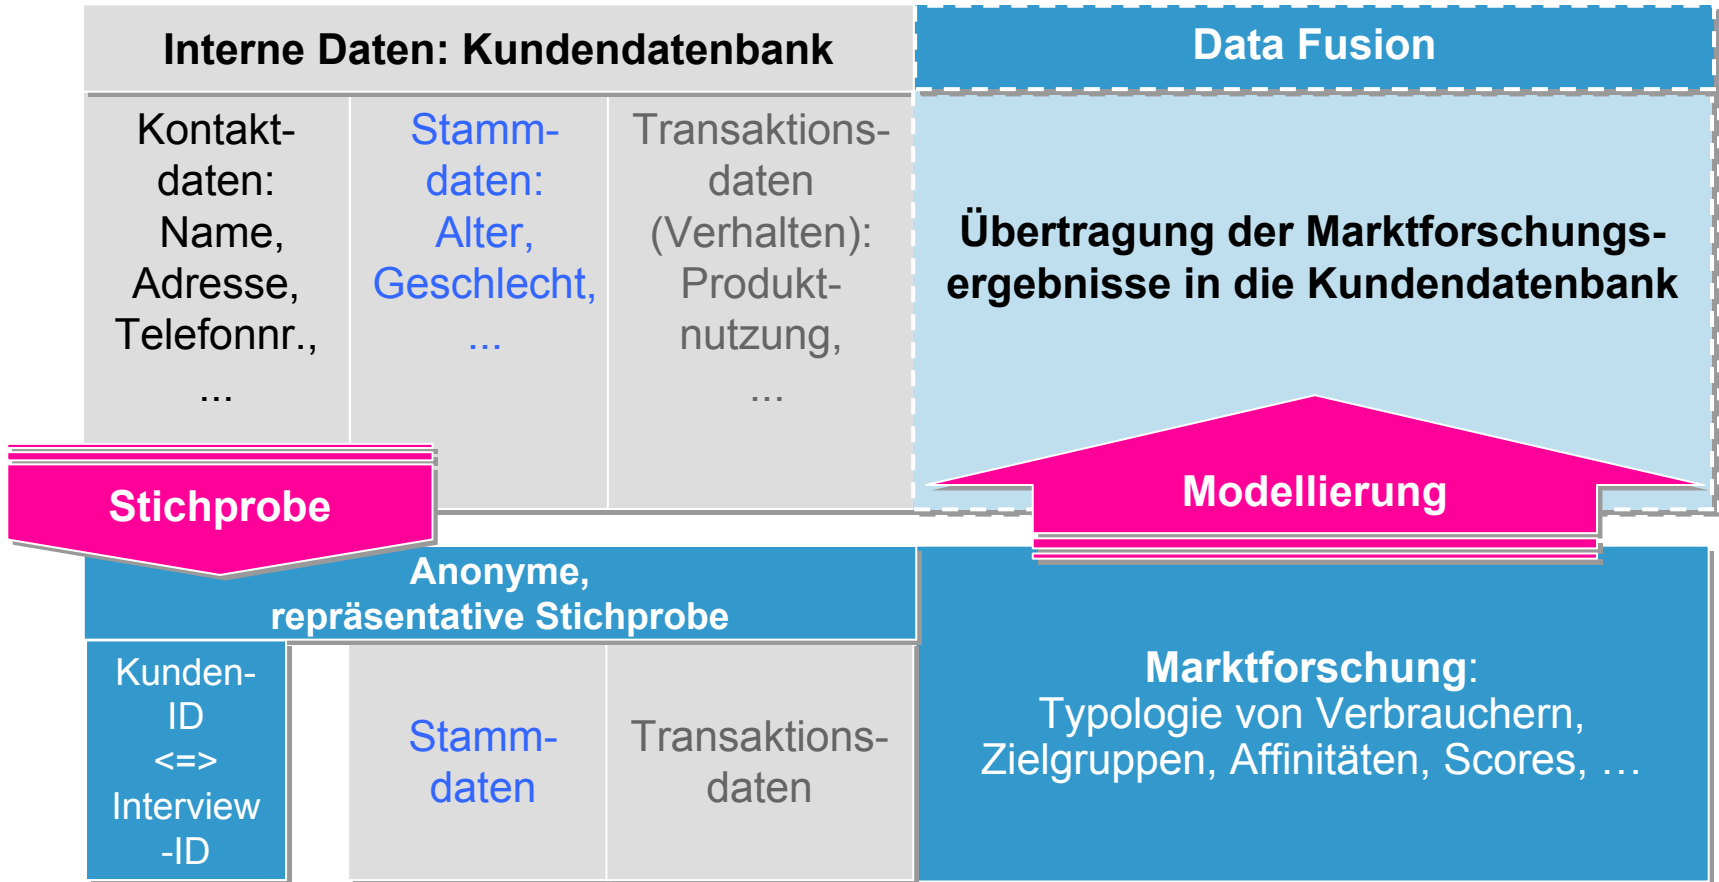 Interne Daten: Kundendatenbank
Data Fusion
Kontakt-
daten:
Name,
Adresse,
Telefonnr.,
...
Stamm-
daten:
Alter,
Geschlecht,
...
Transaktions-
daten
(Verhalten):
Produkt-
nutzung,
...
Übertragung der Marktforschungs-
ergebnisse in die Kundendatenbank
Stichprobe
Modellierung
Anonyme,
repräsentative Stichprobe
Kunden-
ID
<=>
Interview
-ID
Stamm-
daten
Transaktions-
daten
Marktforschung:
Typologie von Verbrauchern,
Zielgruppen, Affinitäten, Scores, …